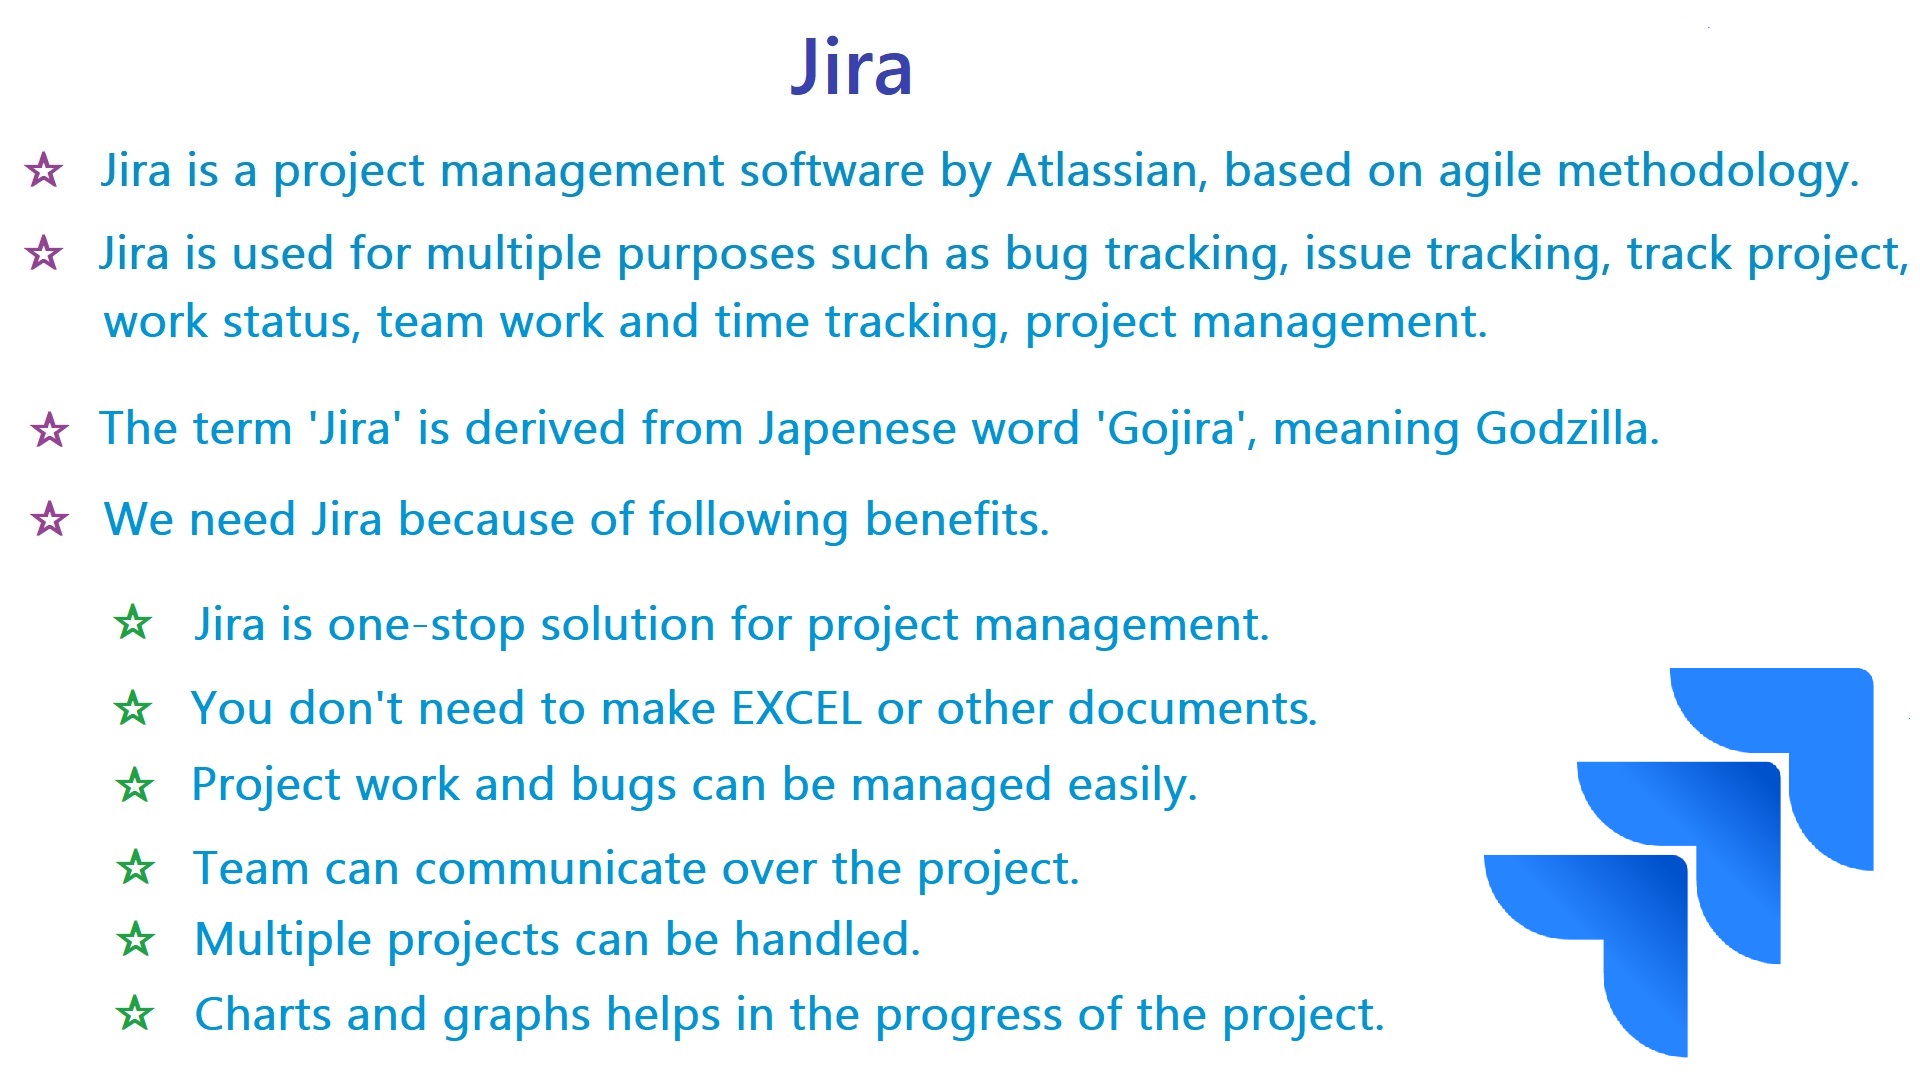 Jira
Jira is a project management software by Atlassian, based on agile methodology.
Jira is used for multiple purposes such as bug tracking, issue tracking, track project,
work status, team work and time tracking, project management.
The term 'Jira' is derived from Japenese word 'Gojira', meaning Godzilla.
We need Jira because of following benefits.
Jira is one-stop solution for project management.
You don't need to make EXCEL or other documents.
Project work and bugs can be managed easily.
Team can communicate over the project.
Multiple projects can be handled.
Charts and graphs helps in the progress of the project.